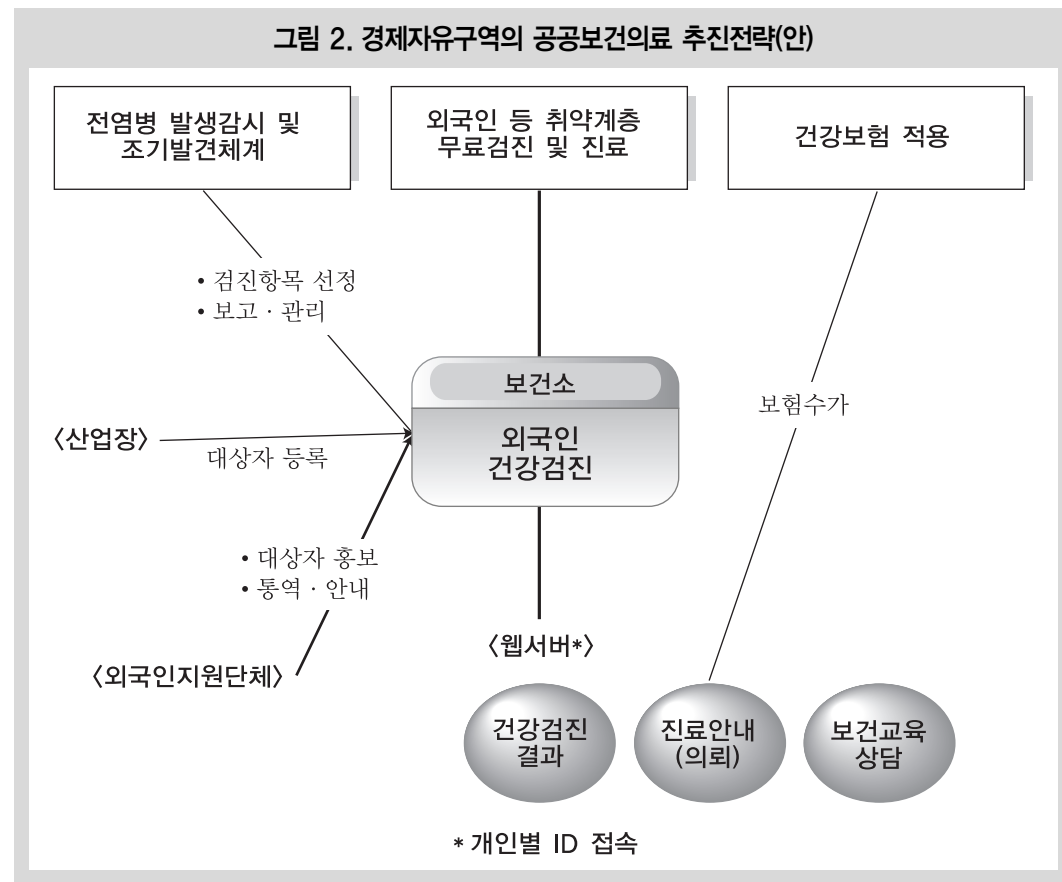 그림 2. 경제자유구역의 공공보건의료 추진전략(안)
전염병 발생감시 및
조기발견체계
외국인 등 취약계층
무료검진 및 진료
건강보험 적용
• 검진항목 선정
• 보고 · 관리
보건소
외국인
건강검진
보험수가
〈산업장〉
대상자 등록
• 대상자 홍보
• 통역 · 안내
〈외국인지원단체〉
〈웹서버*〉
건강검진
결과
진료안내
(의뢰)
보건교육
상담
* 개인별 ID 접속